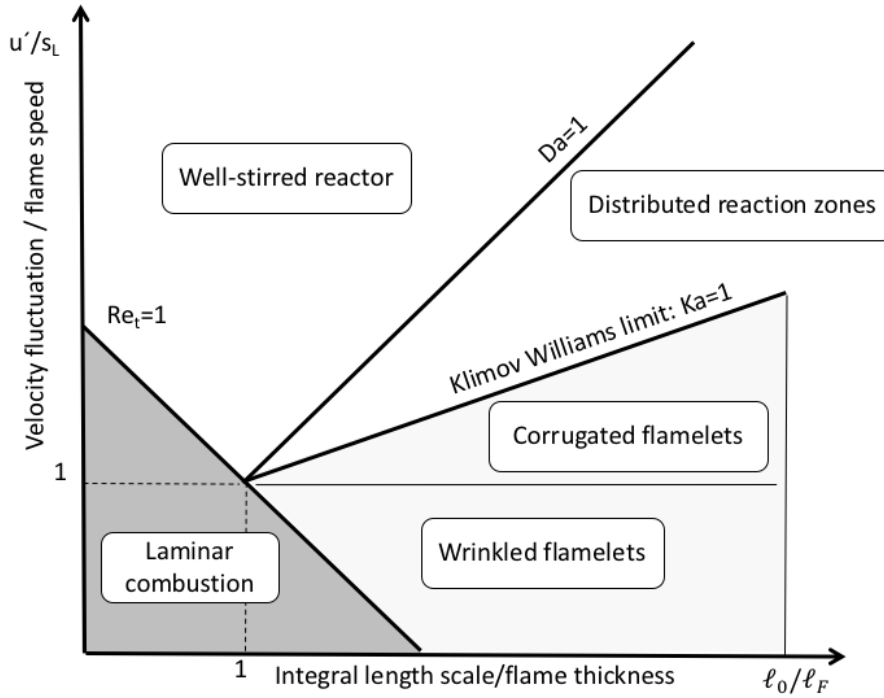 u´/sL
Velocity fluctuation / flame speed
Da=1
Well-stirred reactor
Distributed reaction zones
Ret=1
Klimov Williams limit: Ka=1
Corrugated flamelets
1
Wrinkled flamelets
Laminar
combustion
1
Integral length scale/flame thickness
ℓ0/ℓF